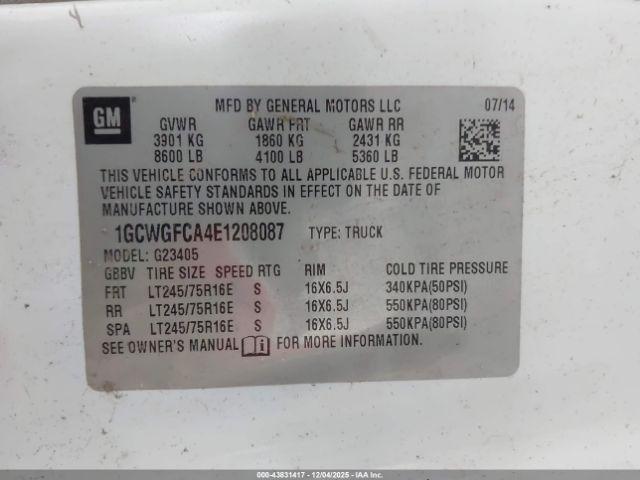 GM
MFD BY GENERAL MOTORS LLC 07/14
GVWR GAWR FRT GAWR RR
3901 KG 1860 KG 2431 KG
8600 LB 4100 LB 5360 LB
THIS VEHICLE CONFORMS TO ALL APPLICABLE U.S. FEDERAL MOTOR
VEHICLE SAFETY STANDARDS IN EFFECT ON THE DATE OF
MANUFACTURE SHOWN ABOVE.
1GCWGFCA4E1208087 TYPE: TRUCK
MODEL: G23405
GBBV TIRE SIZE SPEED RTG RIM COLD TIRE PRESSURE
FRT LT245/75R16E S 16X6.5J 340KPA(50PSI)
RR LT245/75R16E S 16X6.5J 550KPA(80PSI)
SPA LT245/75R16E S 16X6.5J 550KPA(80PSI)
SEE OWNER'S MANUAL FOR MORE INFORMATION
000-43831417 - 12/04/2025 - IAAI.COM